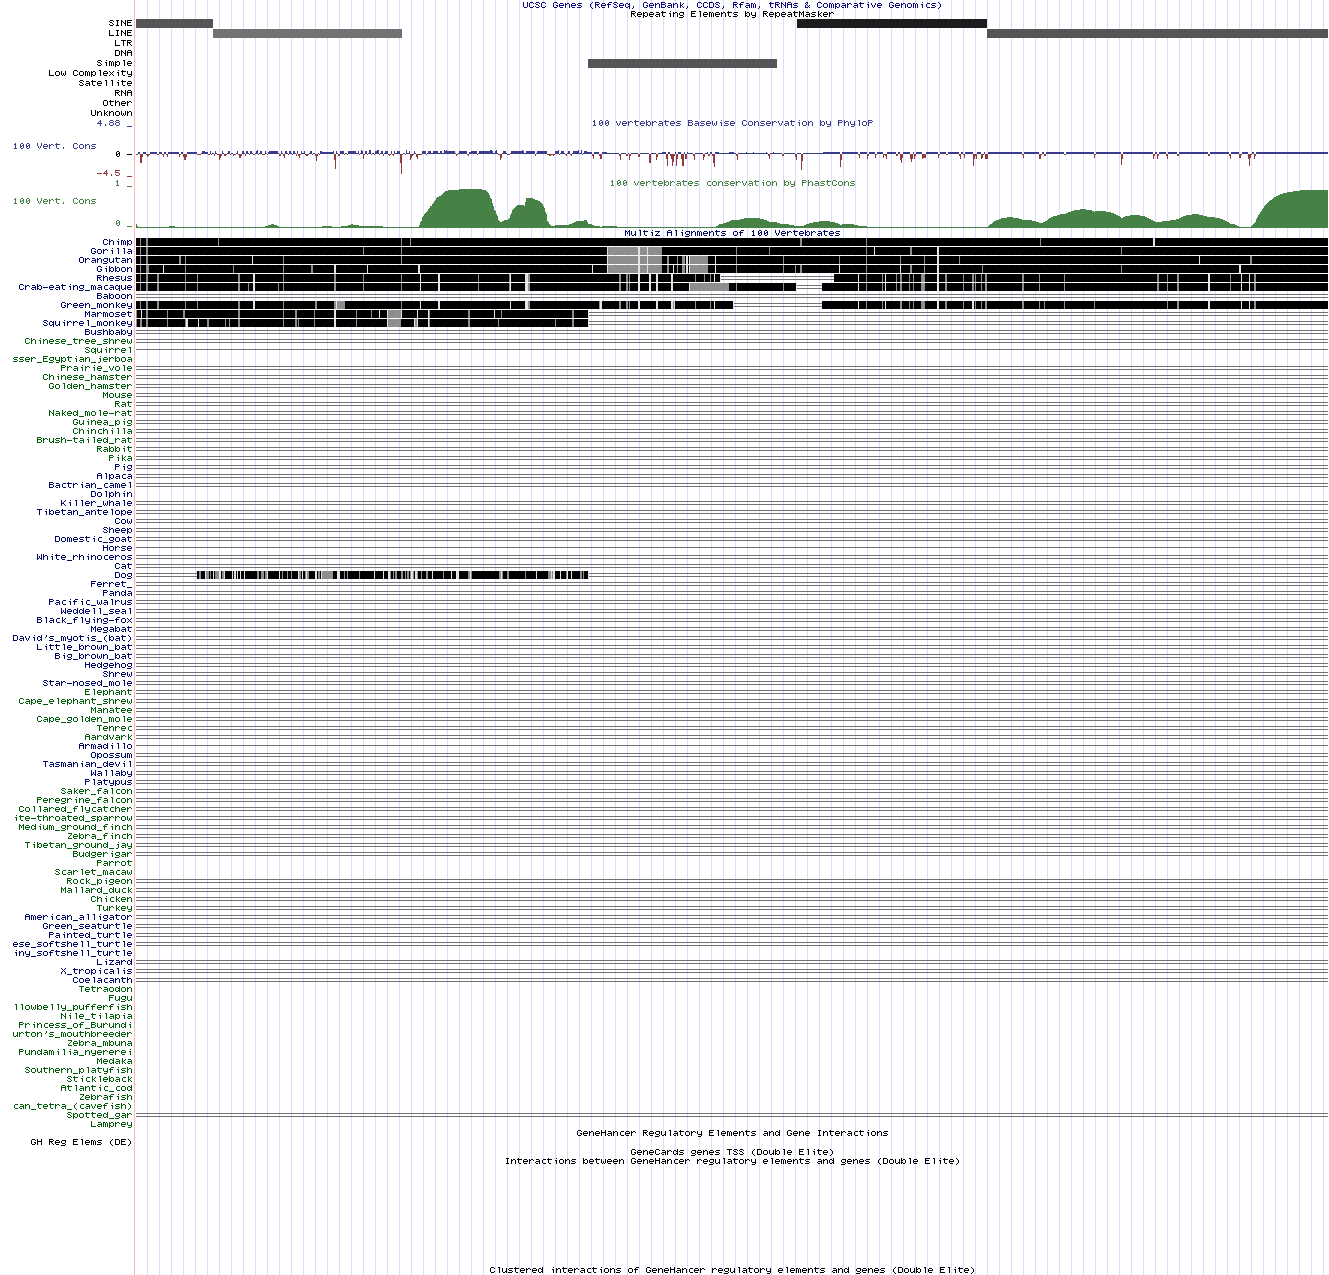 UCSC Genes (RefSeq, GenBank, CCDS, Rfam, tRNAs & Comparative Genomics)
Repeating Elements by RepeatMasker
SINE
LINE
LTR
DNA
Simple
Low Complexity
Satellite
RNA
Other
Unknown
4.88 _
100 vertebrates Basewise Conservation by PhyloP
100 Vert. Cons
0 _
-4.5 _
1 _
100 vertebrates conservation by PhastCons
100 Vert. Cons
0 _
Multiz Alignments of 100 Vertebrates
Chimp
Gorilla
Orangutan
Gibbon
Rhesus
Crab-eating_macaque
Baboon
Green_monkey
Marmoset
Squirrel_monkey
Bushbaby
Chinese_tree_shrew
Squirrel
sser_Egyptian_jerboa
Prairie_vole
Chinese_hamster
Golden_hamster
Mouse
Rat
Naked_mole-rat
Guinea_pig
Chinchilla
Brush-tailed_rat
Rabbit
Pika
Pig
Alpaca
Bactrian_camel
Dolphin
Killer_whale
Tibetan_antelope
Cow
Sheep
Domestic_goat
Horse
White_rhinoceros
Cat
Dog
Ferret_
Panda
Pacific_walrus
Weddell_seal
Black_flying-fox
Megabat
David's_myotis_(bat)
Little_brown_bat
Big_brown_bat
Hedgehog
Shrew
Star-nosed_mole
Elephant
Cape_elephant_shrew
Manatee
Cape_golden_mole
Tenrec
Aardvark
Armadillo
Opossum
Tasmanian_devil
Wallaby
Platypus
Saker_falcon
Peregrine_falcon
Collared_flycatcher
ite-throated_sparrow
Medium_ground_finch
Zebra_finch
Tibetan_ground_jay
Budgerigar
Parrot
Scarlet_macaw
Rock_pigeon
Mallard_duck
Chicken
Turkey
American_alligator
Green_seaturtle
Painted_turtle
ese_softshell_turtle
iny_softshell_turtle
Lizard
X_tropicalis
Coelacanth
Tetraodon
Fugu
llowbelly_pufferfish
Nile_tilapia
Princess_of_Burundi
urton's_mouthbreeder
Zebra_mbuna
Pundamilia_nyererei
Medaka
Southern_platyfish
Stickleback
Atlantic_cod
Zebrafish
can_tetra_(cavefish)
Spotted_gar
Lamprey
GeneHancer Regulatory Elements and Gene Interactions
GH Reg Elems (DE)
GeneCards genes TSS (Double Elite)
Interactions between GeneHancer regulatory elements and genes (Double Elite)
Clustered interactions of GeneHancer regulatory elements and genes (Double Elite)